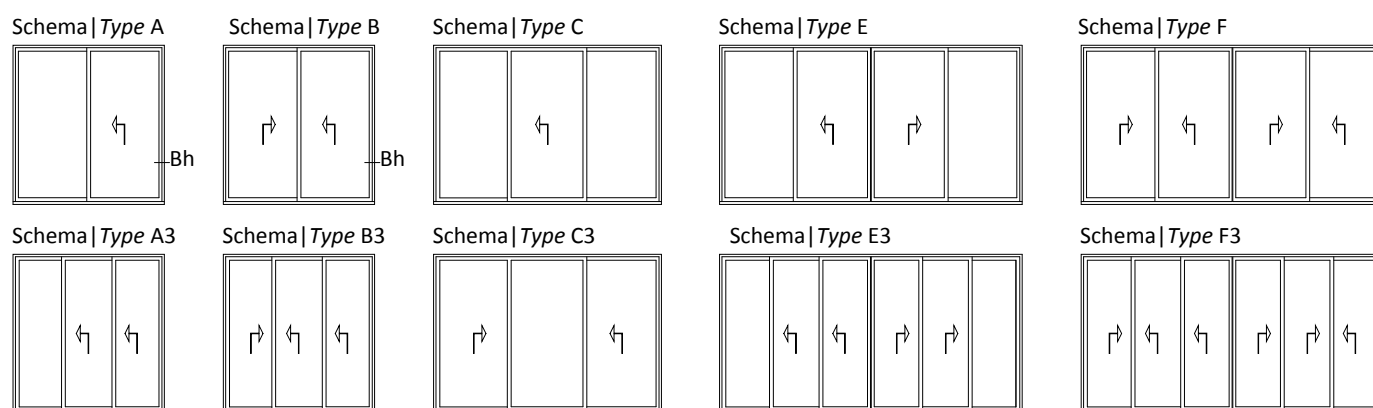 Schema|Type A
Schema|Type B
Schema|Type C
Schema|Type E
Schema|Type F
Bh
Bh
Schema|Type A3
Schema|Type B3
Schema|Type C3
Schema|Type E3
Schema|Type F3